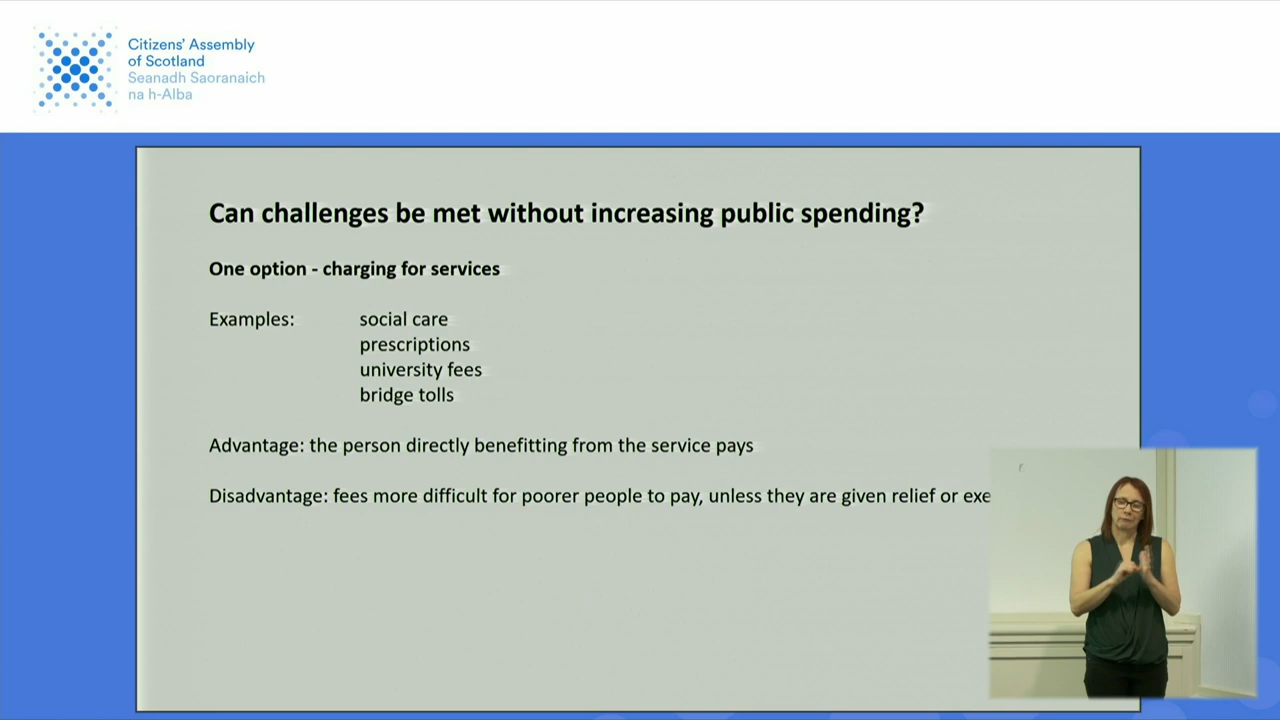 Citizens' Assembly
of Scotland
Seanadh Saoranaich
na h-Alba
Can challenges be met without increasing public spending?
One option - charging for services
Examples: social care
prescriptions
university fees
bridge tolls
Advantage: the person directly benefitting from the service pays
Disadvantage: fees more difficult for poorer people to pay, unless they are given relief or exe